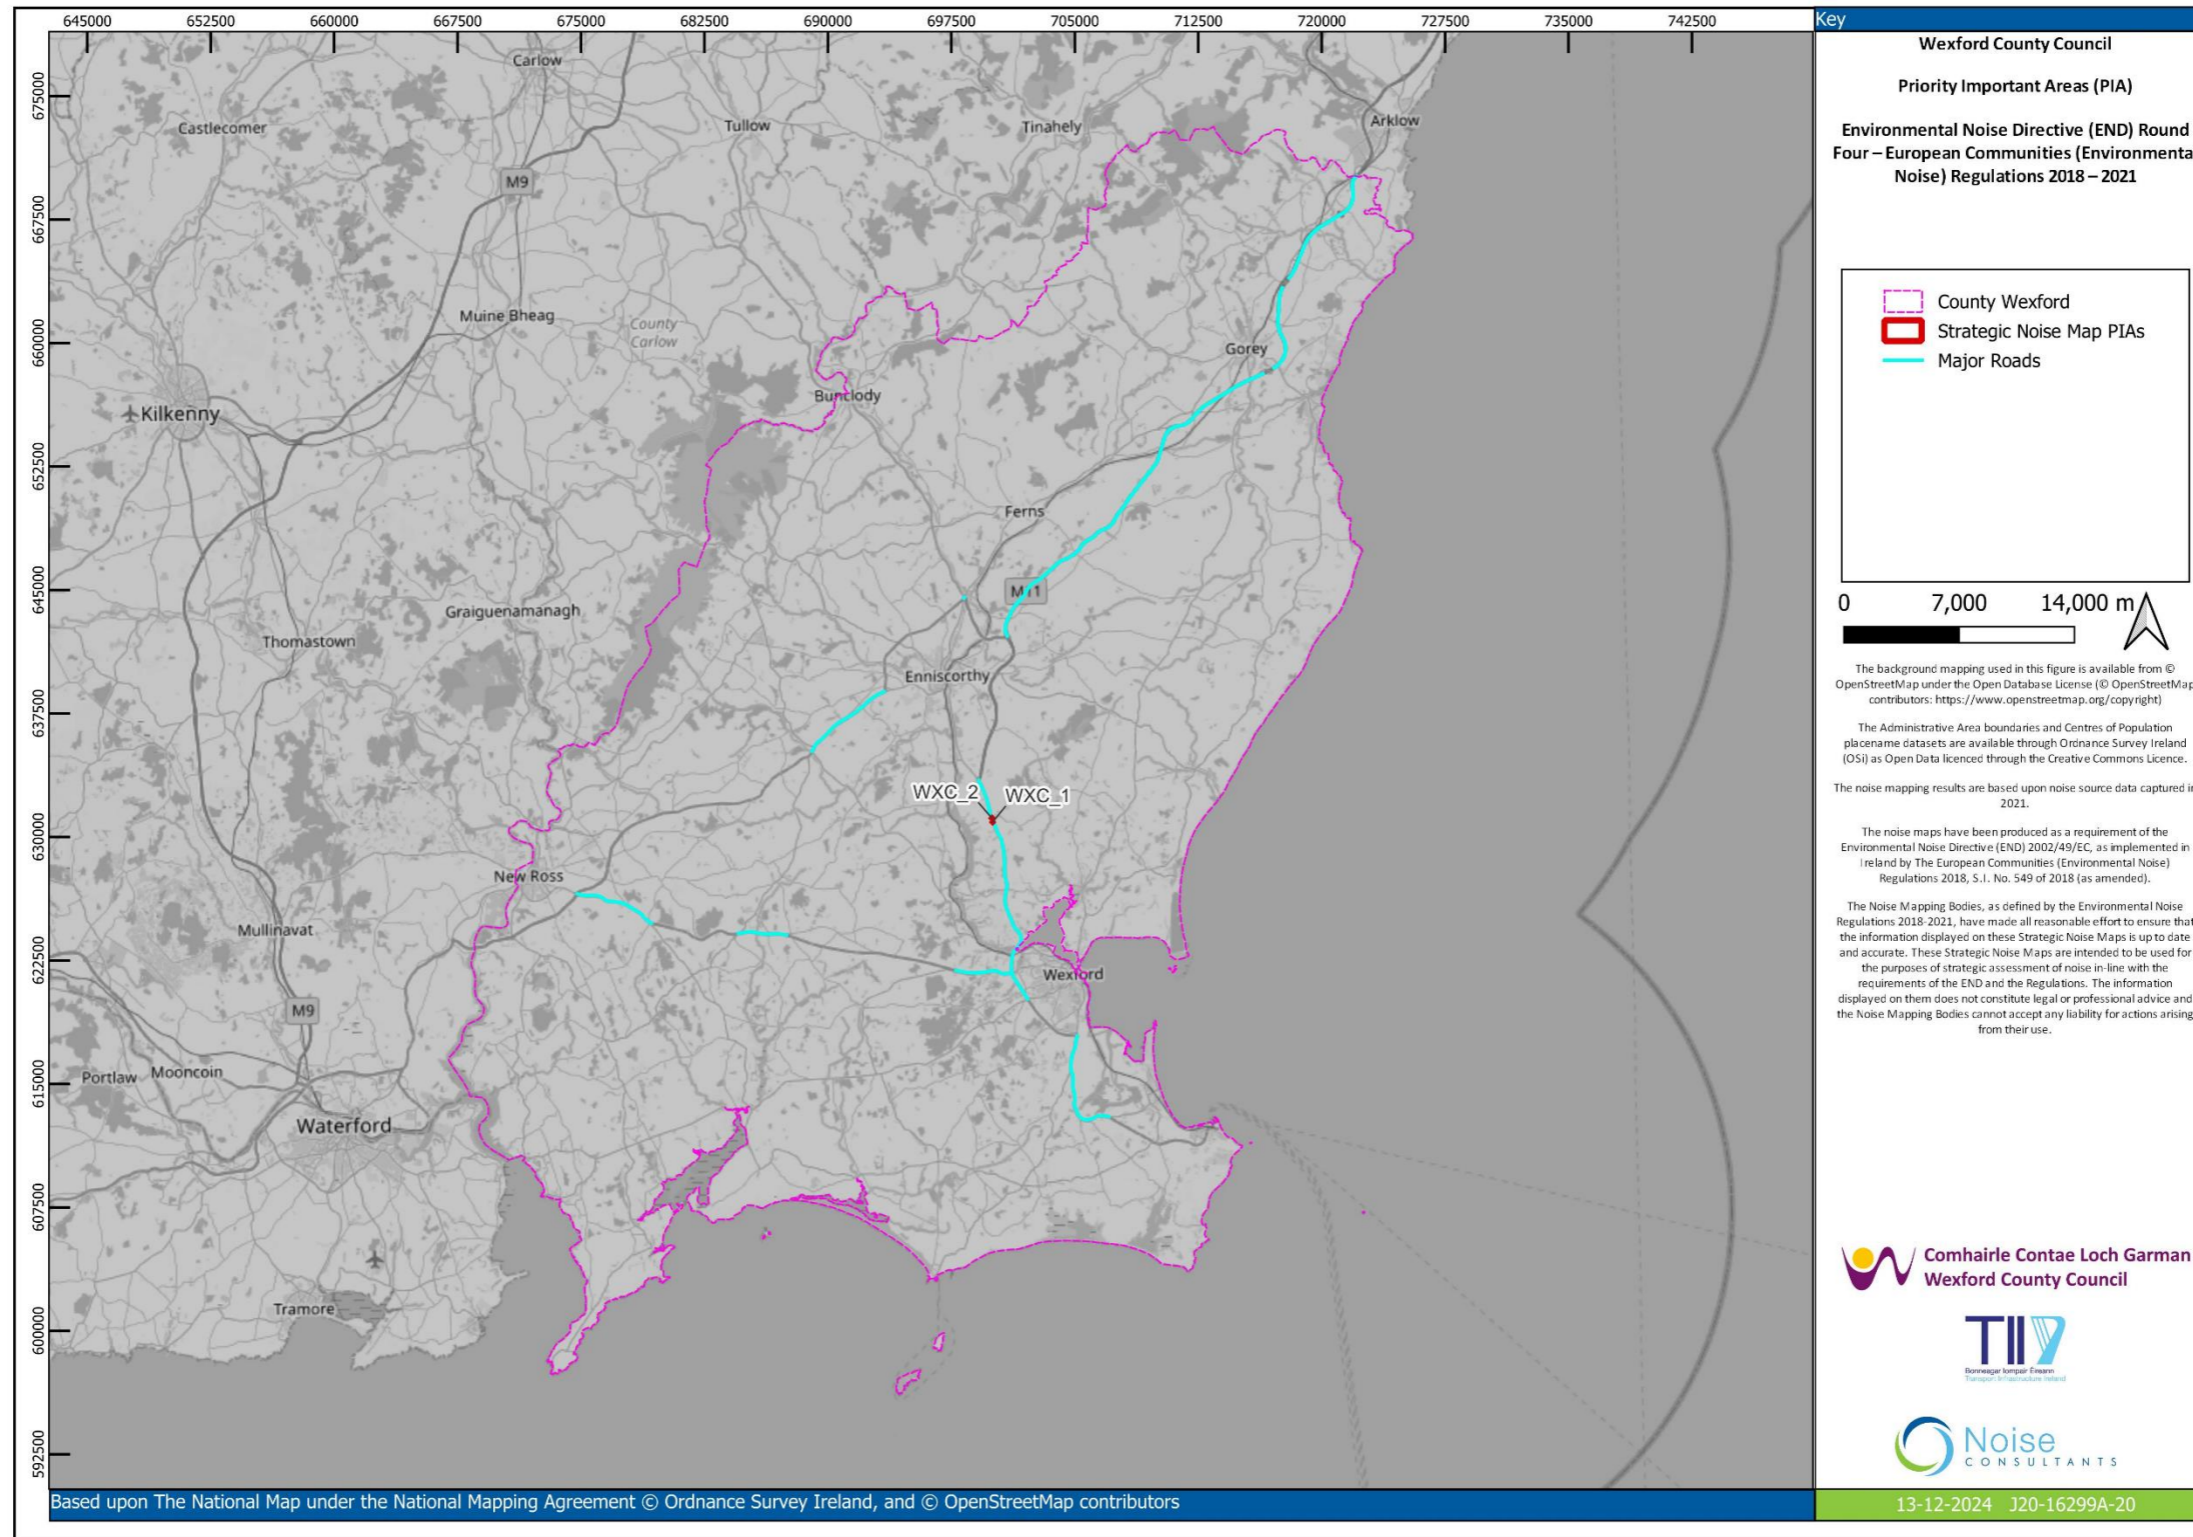 645000 652500 660000 667500 675000 682500 690000 697500 705000 712500 720000 727500 735000 742500
675000
667500
660000
652500
645000
637500
630000
622500
615000
607500
600000
592500
Carlow
Castlecomer
Tullow
Tinahely
Arklow
M9
Muine Bheag
County
Carlow
Gorey
Bunclody
Kilkenny
Ferns
M11
Graiguenamanagh
Thomastown
Enniscorthy
WXC_2
WXC_1
New Ross
Mullinavat
Wexford
M9
Portlaw
Mooncoin
Waterford
Tramore
Based upon The National Map under the National Mapping Agreement © Ordnance Survey Ireland, and © OpenStreetMap contributors
Key
Wexford County Council
Priority Important Areas (PIA)
Environmental Noise Directive (END) Round
Four – European Communities (Environmenta
Noise) Regulations 2018 – 2021
County Wexford
Strategic Noise Map PIAs
Major Roads
0 7,000 14,000 m
The background mapping used in this figure is available from ©
OpenStreetMap under the Open Database License (© OpenStreetMap
contributors: https://www.openstreetmap.org/copyright)
The Administrative Area boundaries and Centres of Population
placename datasets are available through Ordnance Survey Ireland
(OSi) as Open Data licenced through the Creative Commons Licence.
The noise mapping results are based upon noise source data captured in
2021.
The noise maps have been produced as a requirement of the
Environmental Noise Directive (END) 2002/49/EC, as implemented in
Ireland by The European Communities (Environmental Noise)
Regulations 2018, S.I. No. 549 of 2018 (as amended).
The Noise Mapping Bodies, as defined by the Environmental Noise
Regulations 2018-2021, have made all reasonable effort to ensure that
the information displayed on these Strategic Noise Maps is up to date
and accurate. These Strategic Noise Maps are intended to be used for
the purposes of strategic assessment of noise in-line with the
requirements of the END and the Regulations. The information
displayed on them does not constitute legal or professional advice and
the Noise Mapping Bodies cannot accept any liability for actions arising
from their use.
Comhairle Contae Loch Garman
Wexford County Council
TII
Bonneagar Iompair Éireann
Transport Infrastructure Ireland
Noise
CONSULTANTS
13-12-2024 J20-16299A-20